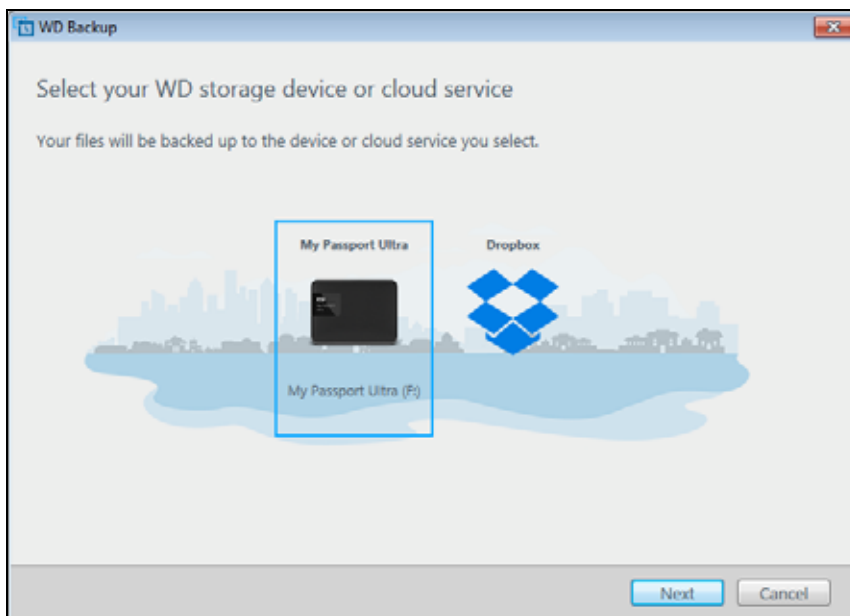 WD Backup
Select your WD storage device or cloud service
Your files will be backed up to the device or cloud service you select.
My Passport Ultra
Dropbox
My Passport Ultra (F:)
Next
Cancel